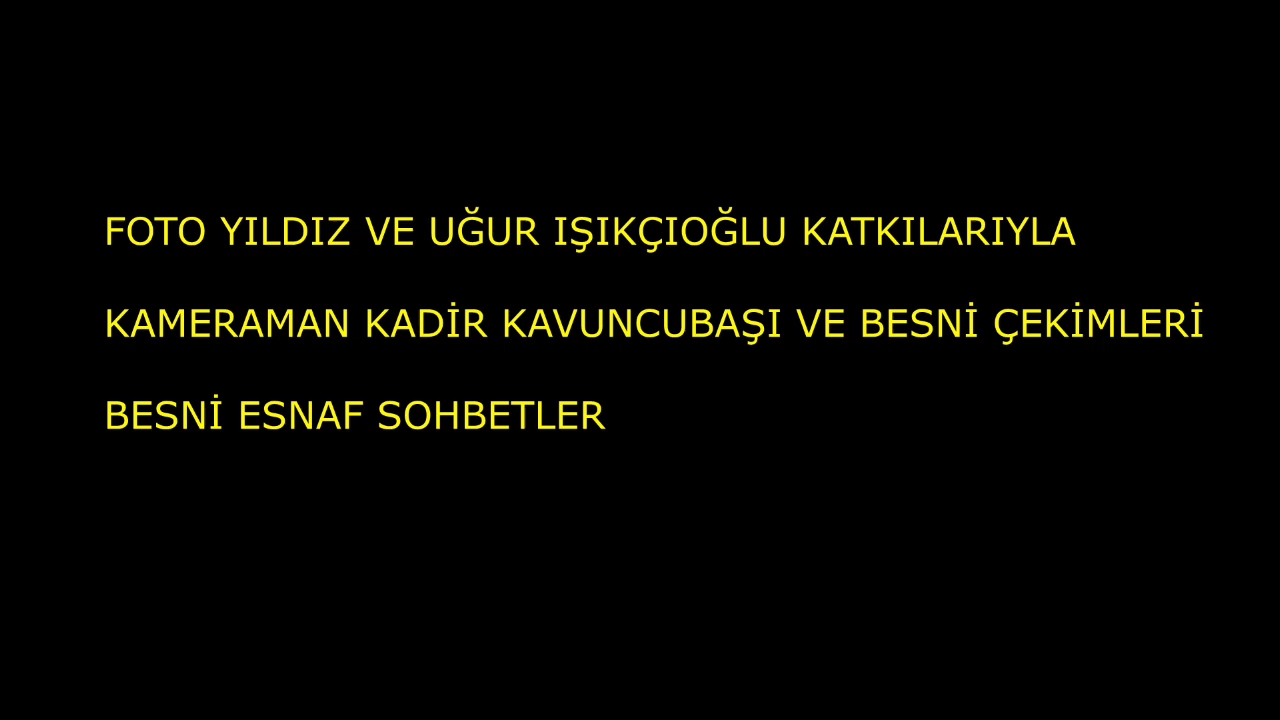 FOTO YILDIZ VE UĞUR IŞIKÇIOĞLU KATKILARIYLA
KAMERAMAN KADİR KAVUNCUBAŞI VE BESNİ ÇEKİMLERİ
BESNİ ESNAF SOHBETLER